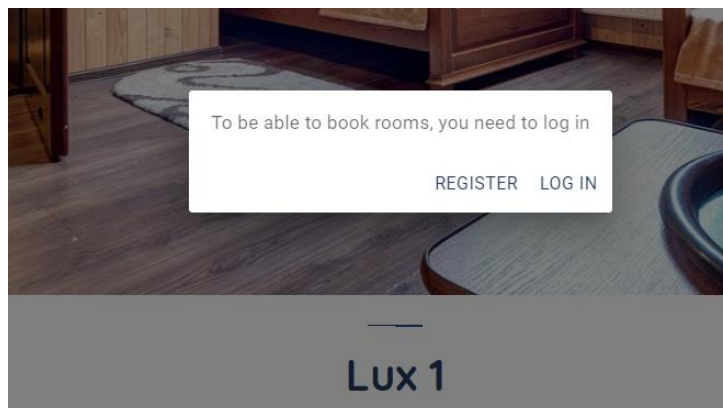 To be able to book rooms, you need to log in
REGISTER LOG IN
Lux 1